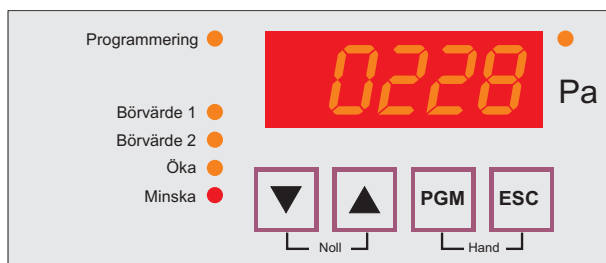 Programmering
0228
Pa
Börvärde 1
Börvärde 2
Öka
Minska
PGM ESC
Noll Hand